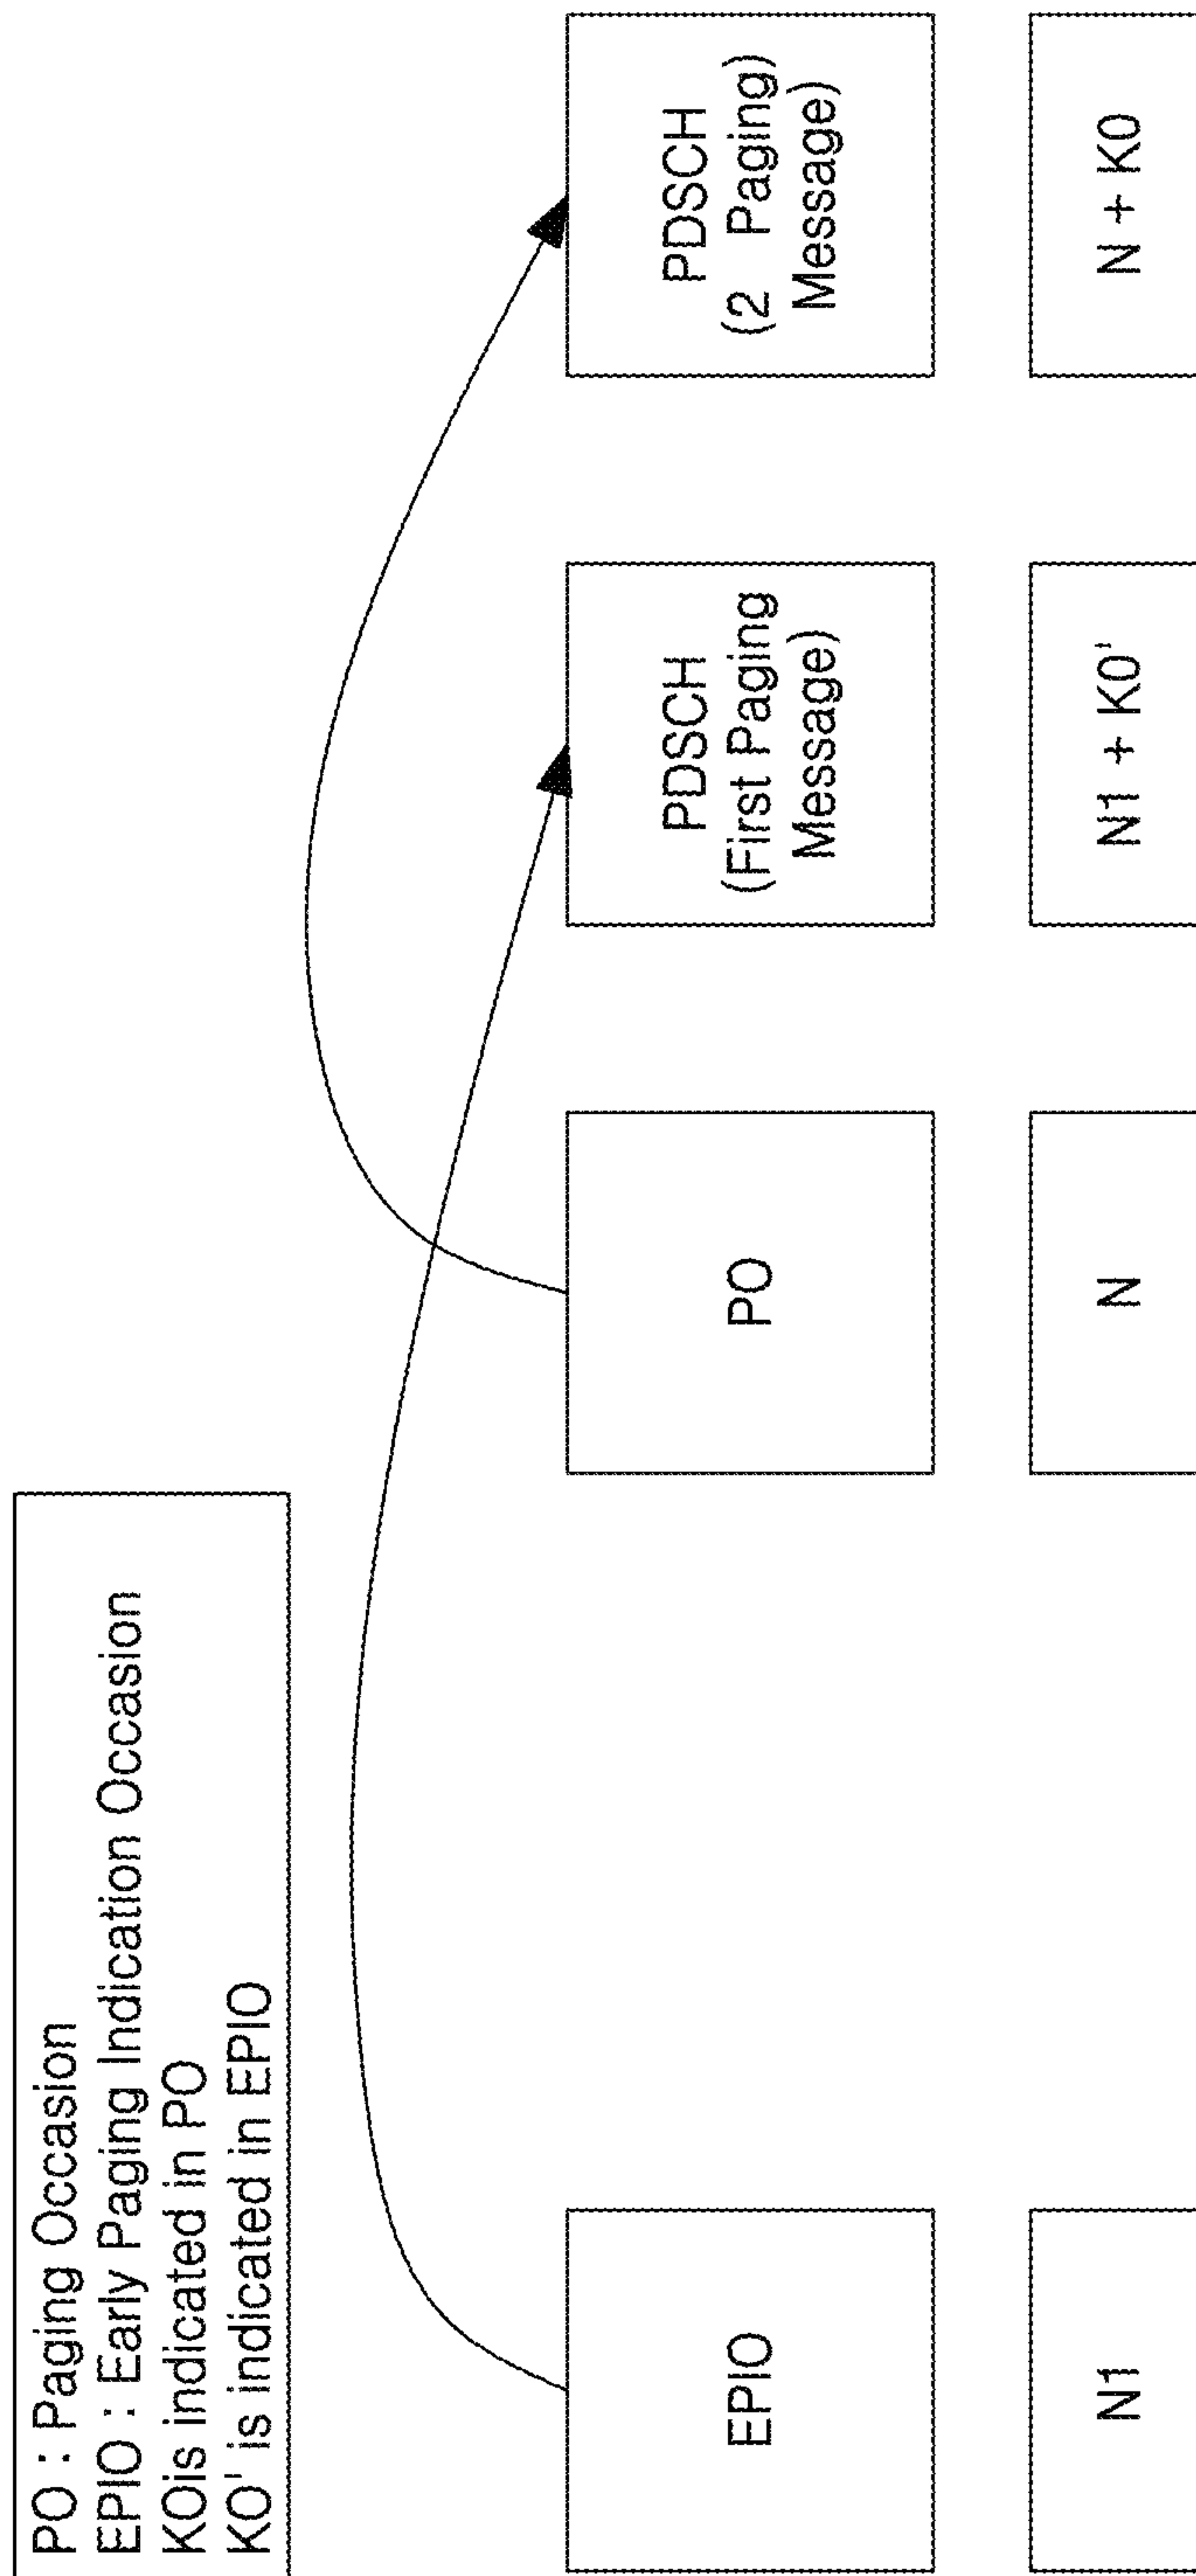 PO : Paging Occasion
EPIO : Early Paging Indication Occasion
KOis indicated in PO
KO' is indicated in EPIO
EPIO
PO
PDSCH
(First Paging
Message)
PDSCH
(2 Paging)
Message)
N1
N
N1 + K0'
N + K0